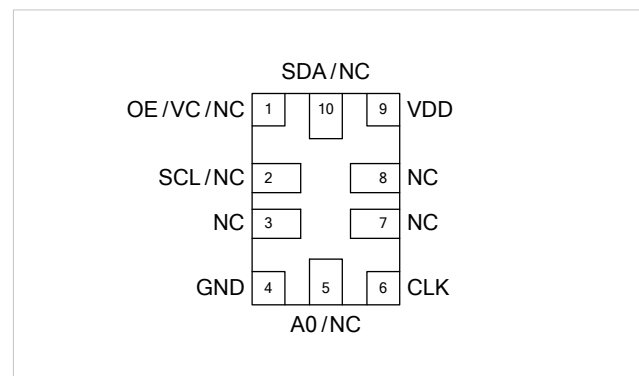 SDA/NC
OE/VC/NC 1 10 9 VDD
SCL/NC 2 8 NC
NC 3 7 NC
GND 4 5 6 CLK
A0/NC